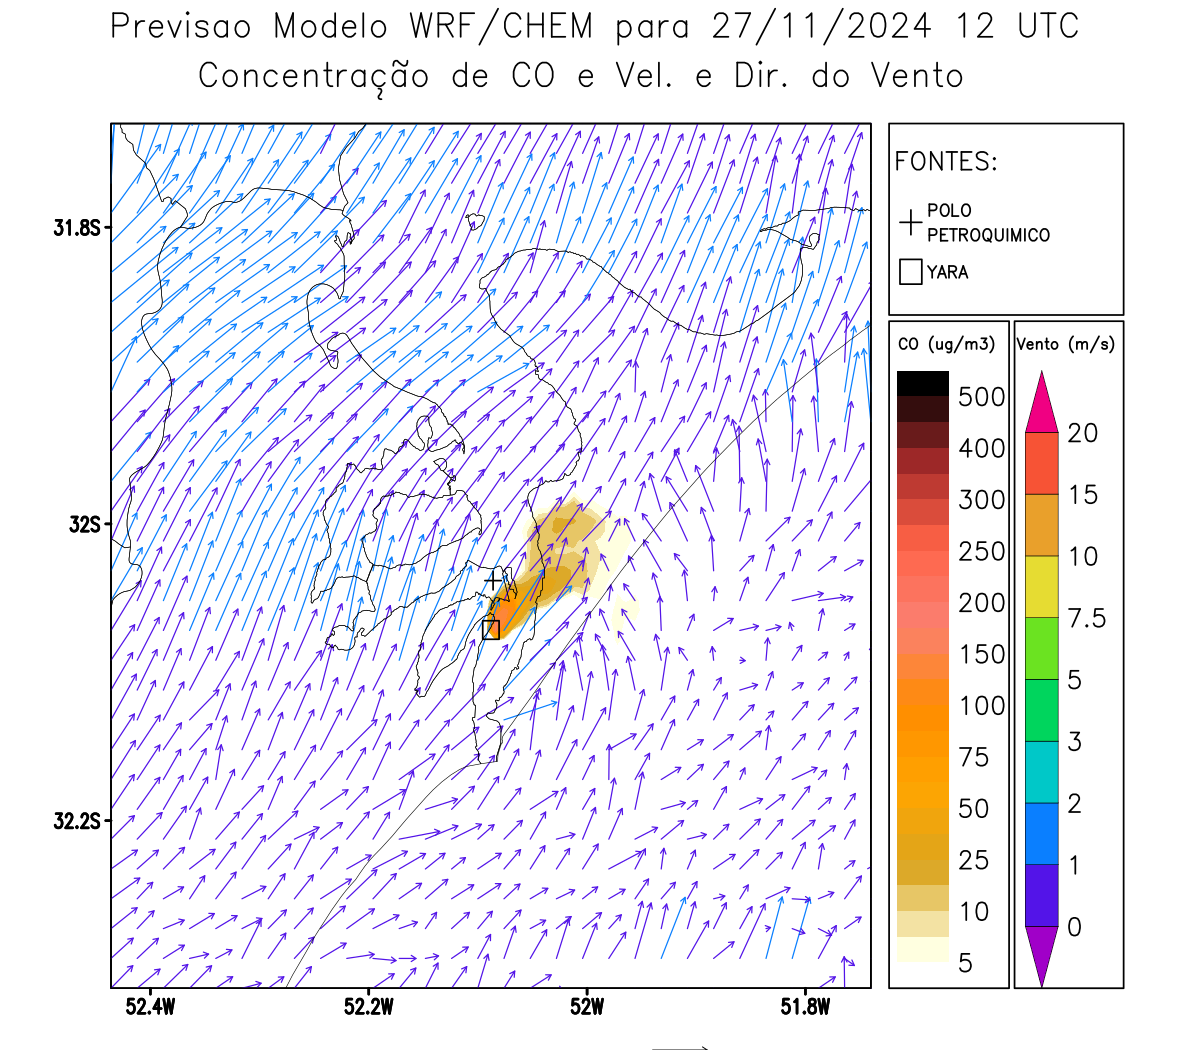 Previsao Modelo WRF/CHEM para 27/11/2024 12 UTC
Concentração de CO e Vel. e Dir. do Vento
FONTES:
POLO
PETROQUIMICO
YARA
CO (ug/m3)
500
400
300
250
200
150
100
75
50
25
10
5
Vento (m/s)
20
15
10
7.5
5
3
2
1
0
31.8S
32S
32.2S
52.4W
52.2W
52W
51.8W